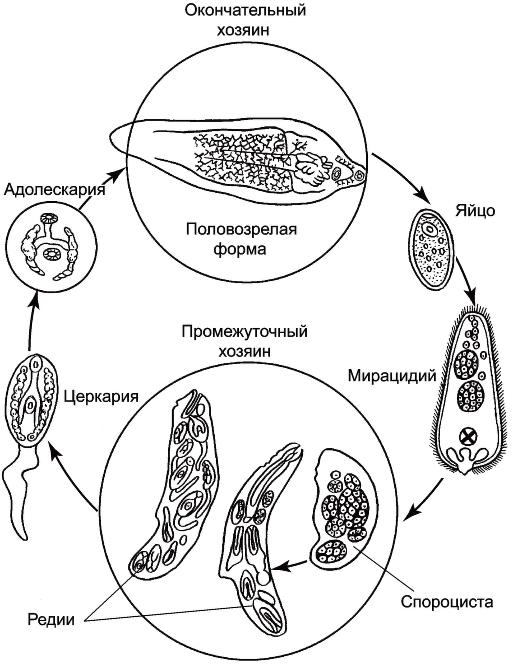 Окончательный
хозяин
Адолескария
Яйцо
Половозрелая
форма
Промежуточный
хозяин
Мирацидий
Церкария
Редии
Спороциста